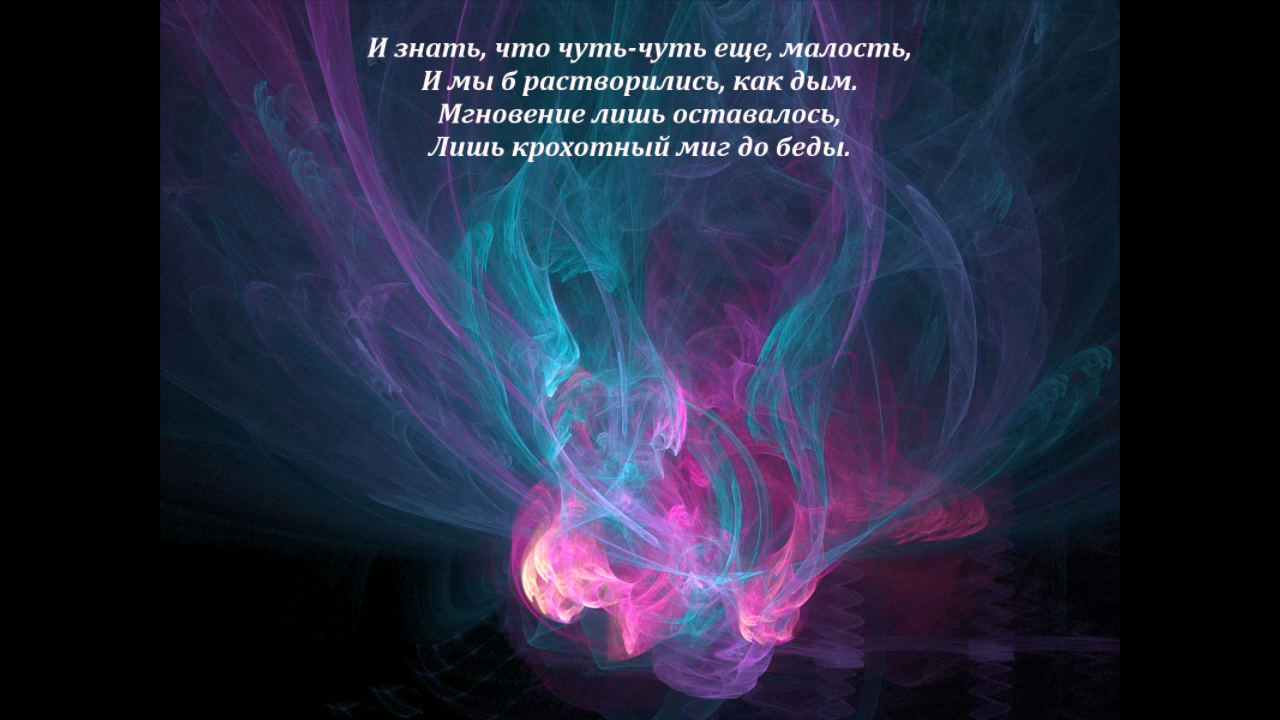 И знать, что чуть-чуть еще, малость,
И мы б растворились, как дым.
Мгновение лишь оставалось,
Лишь крохотный миг до беды.